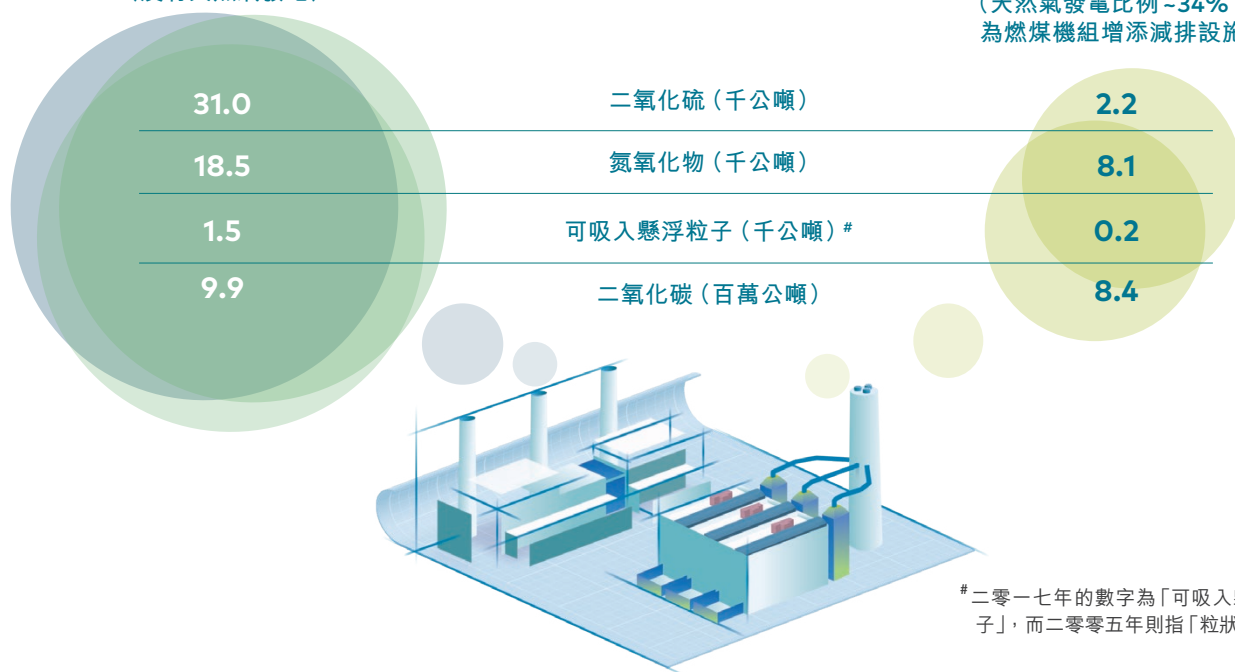 (天然氣發電比例~34%
為燃煤機組增添減排設施
31.0 二氧化硫(千公噸) 2.2
18.5 氮氧化物(千公噸) 8.1
1.5 可吸入懸浮粒子(千公噸)# 0.2
9.9 二氧化碳(百萬公噸) 8.4
#二零一七年的數字為「可吸入
子」,而二零零五年則指「粒狀